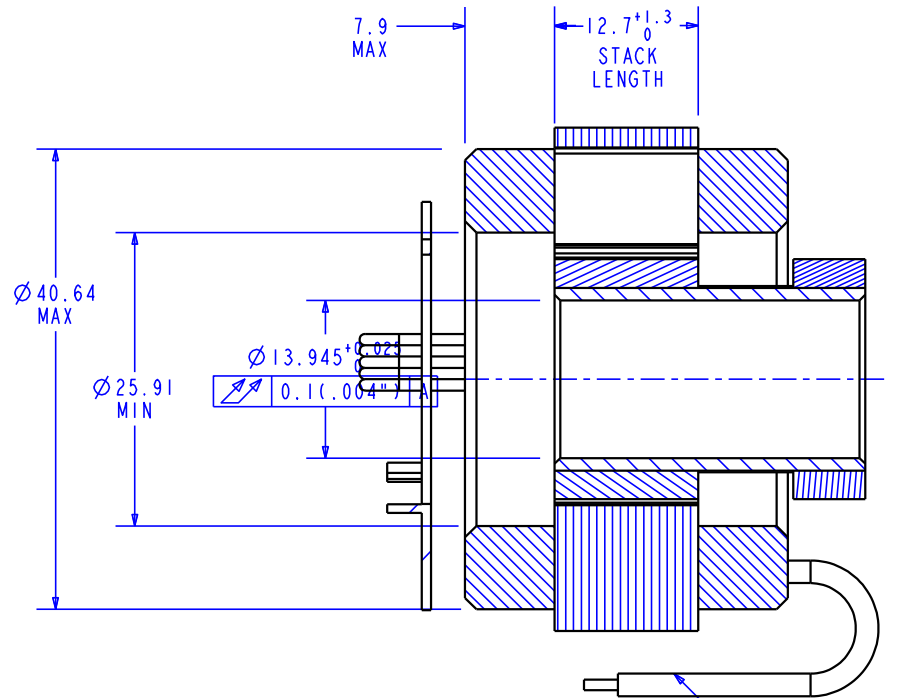 7.9
MAX
12.7 +1.3
0
STACK
LENGTH
Ø40.64
MAX
Ø13.945 +0.025
0
Ø25.91
MIN
0.1(.004") A